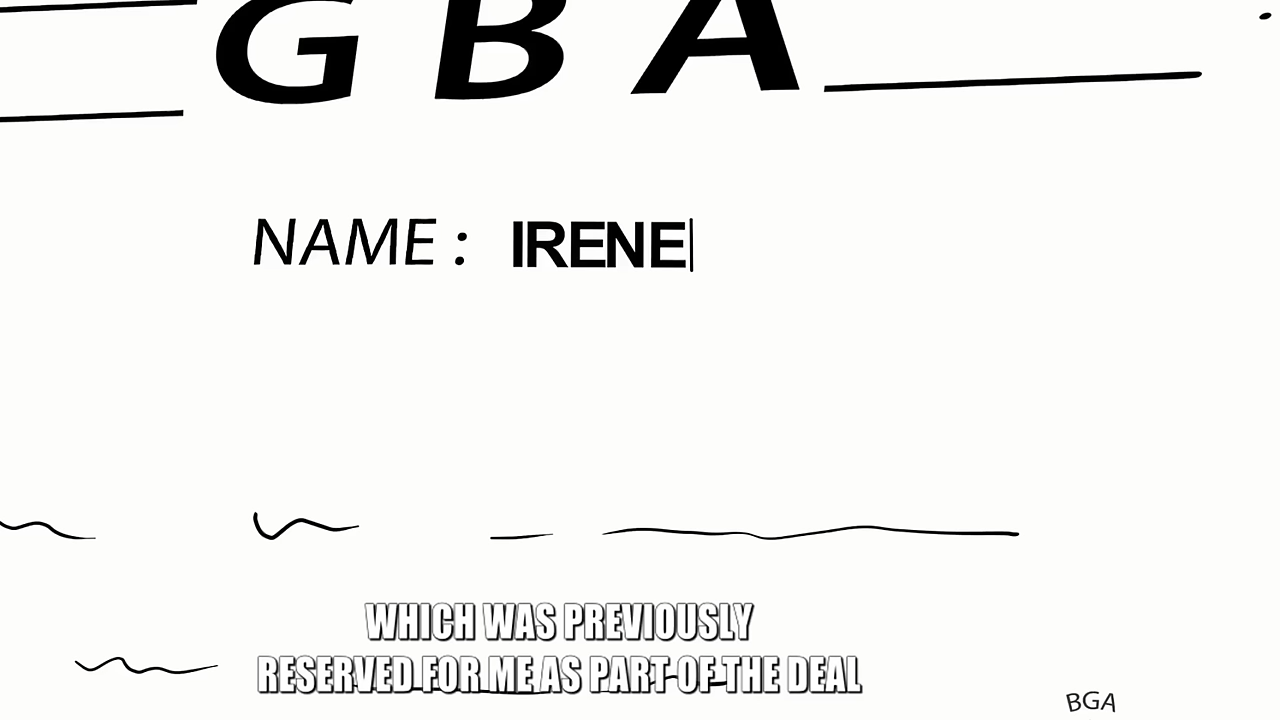 GBA
NAME : IRENE
WHICH WAS PREVIOUSLY
RESERVED FOR ME AS PART OF THE DEAL
BGA